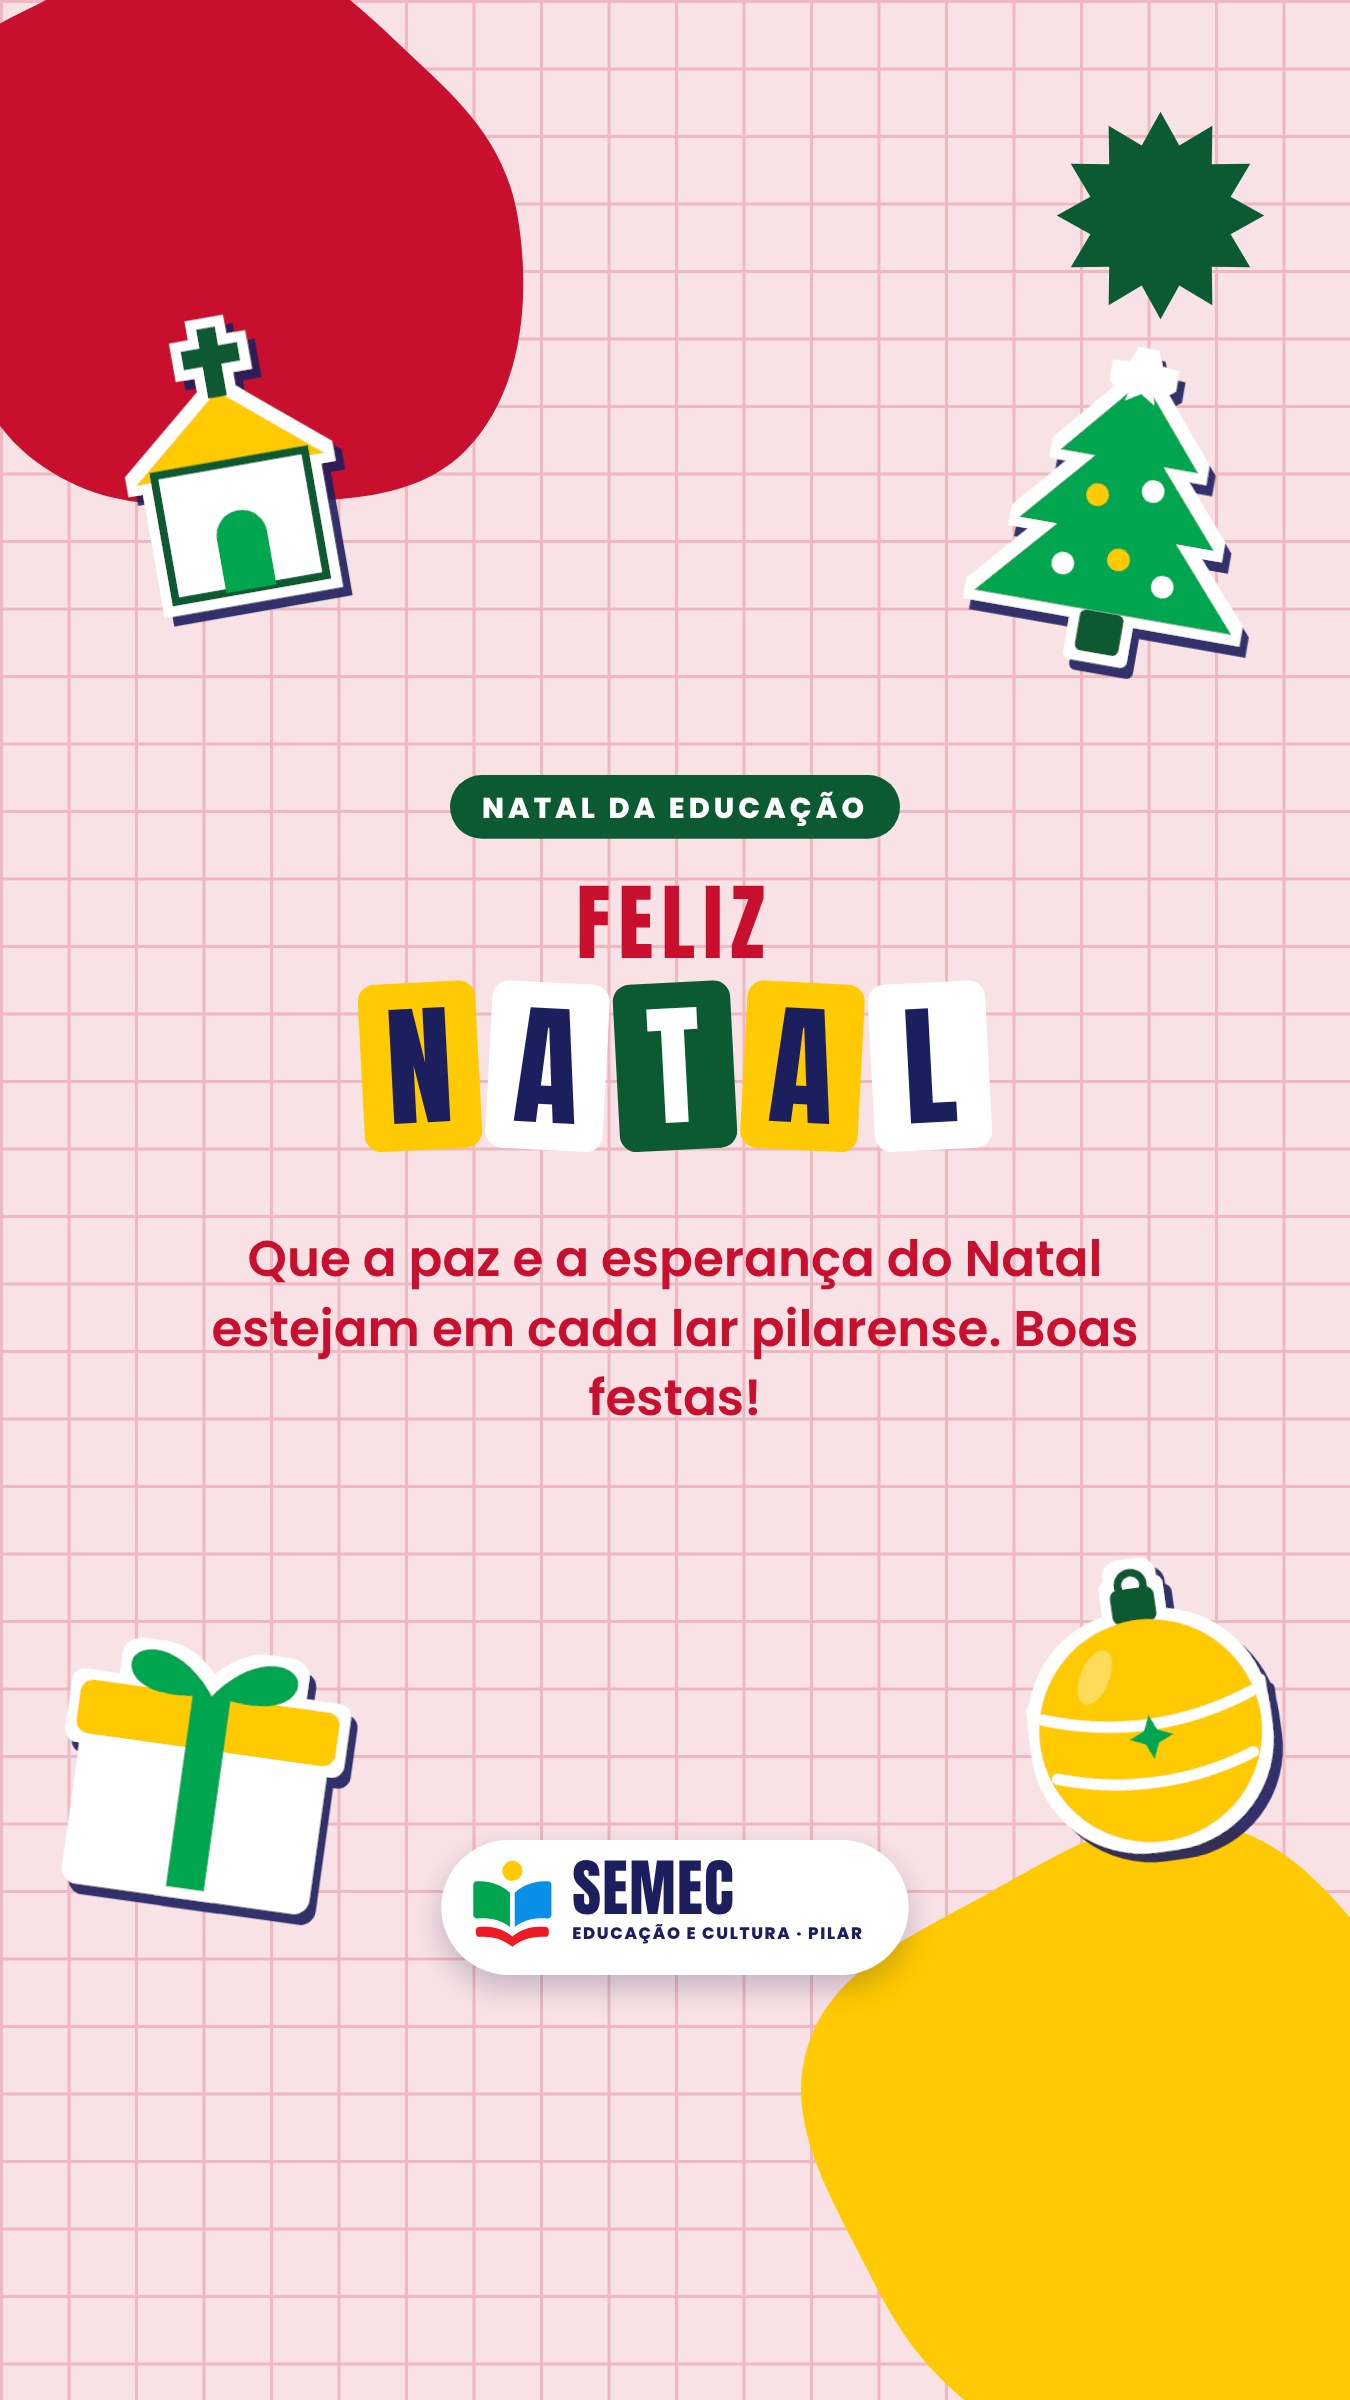 NATAL DA EDUCAÇÃO
FELIZ
NATAL
Que a paz e a esperança do Natal
estejam em cada lar pilarense. Boas
festas!
SEMEC
EDUCAÇÃO E CULTURA · PILAR